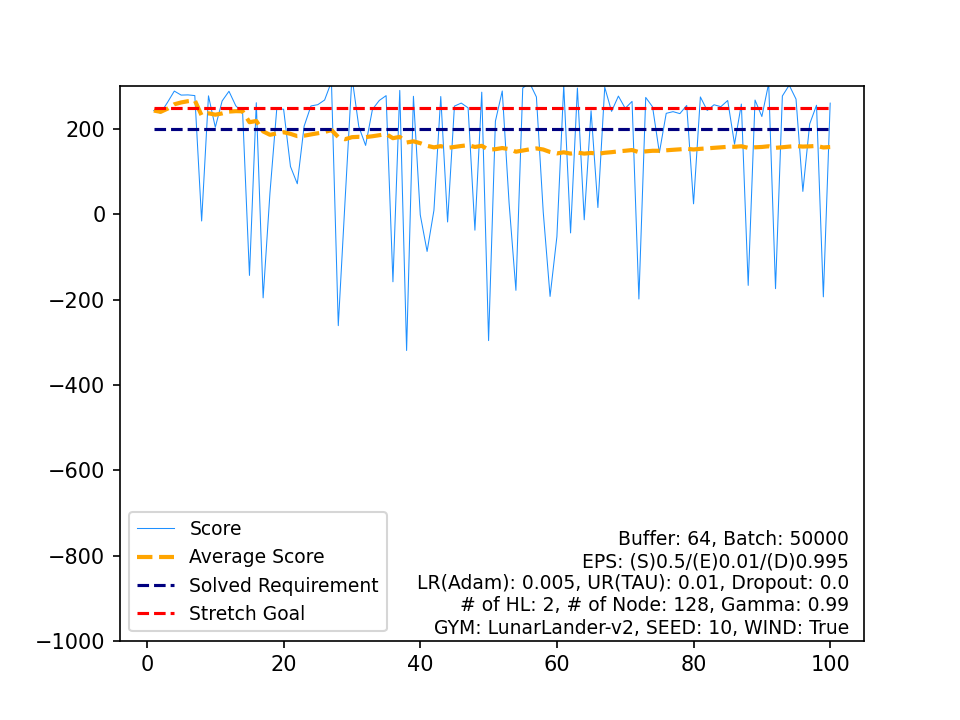 200
0
−200
−400
−600
−800
−1000
0
20
40
60
80
100
Score
Average Score
Solved Requirement
Stretch Goal
Buffer: 64, Batch: 50000
EPS: (S)0.5/(E)0.01/(D)0.995
LR(Adam): 0.005, UR(TAU): 0.01, Dropout: 0.0
# of HL: 2, # of Node: 128, Gamma: 0.99
GYM: LunarLander-v2, SEED: 10, WIND: True